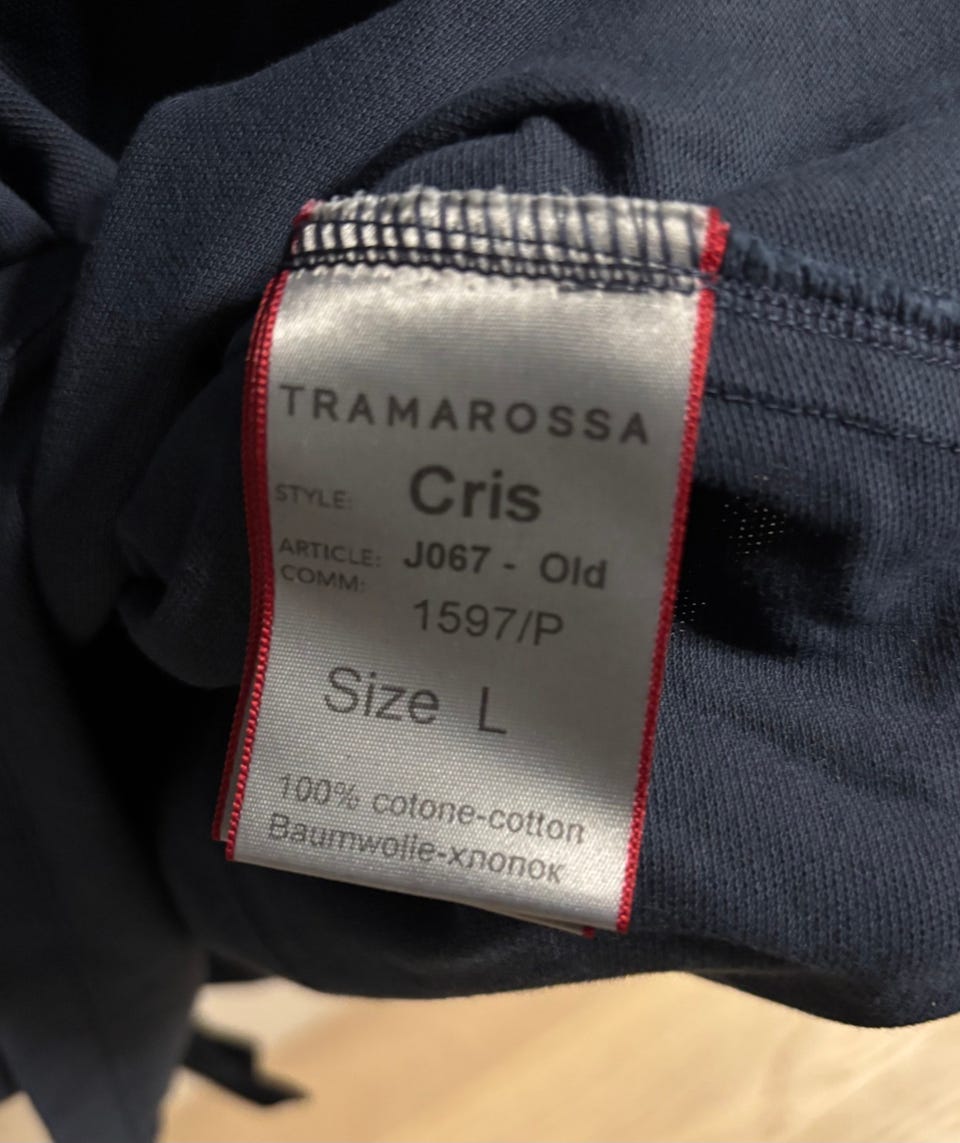 TRAMAROSSA
STYLE: Cris
ARTICLE: J067 - Old
COMM: 1597/P
Size L
100% cotone-cotton
Baumwolle-хлопок